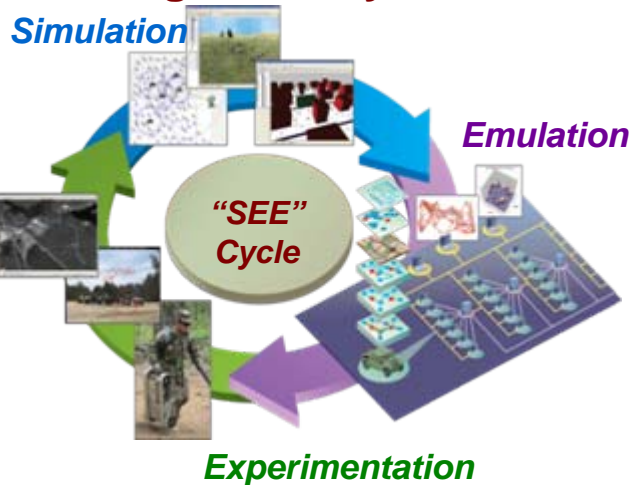 Simulation
Emulation
“SEE”
Cycle
Experimentation